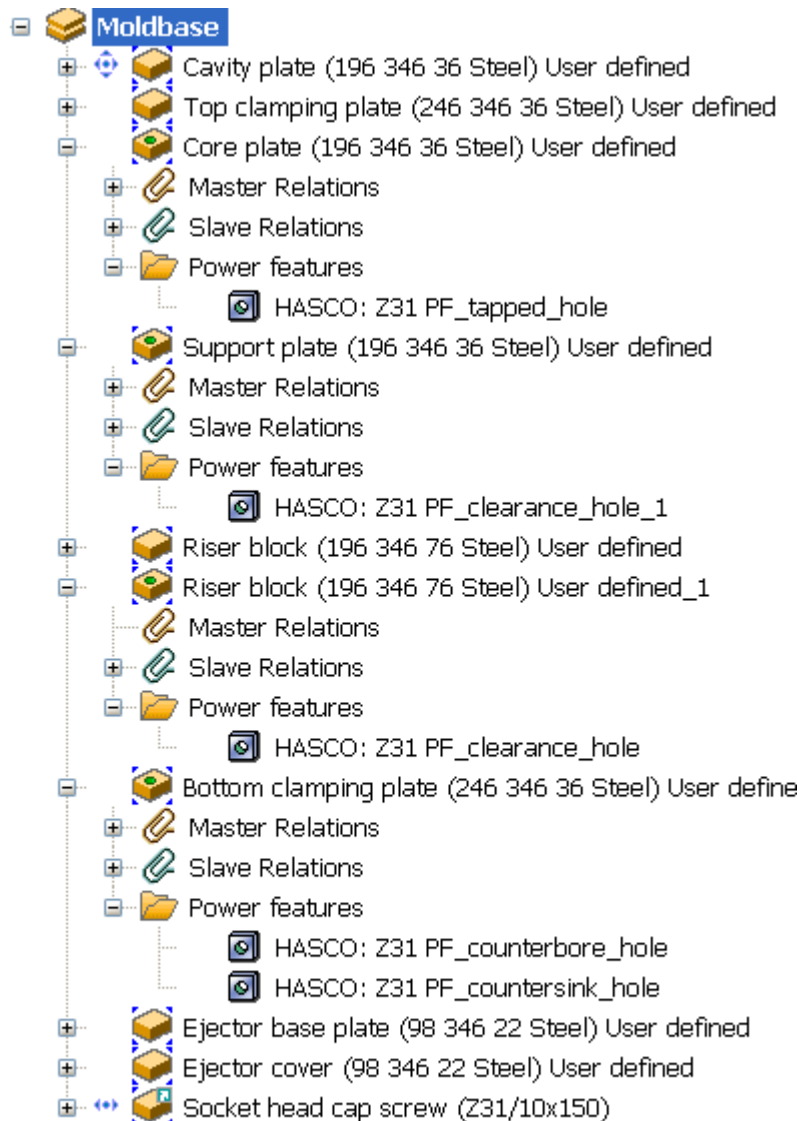 Moldbase
Cavity plate (196 346 36 Steel) User defined
Top clamping plate (246 346 36 Steel) User defined
Core plate (196 346 36 Steel) User defined
Master Relations
Slave Relations
Power features
HASCO: Z31 PF_tapped_hole
Support plate (196 346 36 Steel) User defined
Master Relations
Slave Relations
Power features
HASCO: Z31 PF_clearance_hole_1
Riser block (196 346 76 Steel) User defined
Riser block (196 346 76 Steel) User defined_1
Master Relations
Slave Relations
Power features
HASCO: Z31 PF_clearance_hole
Bottom clamping plate (246 346 36 Steel) User define
Master Relations
Slave Relations
Power features
HASCO: Z31 PF_counterbore_hole
HASCO: Z31 PF_countersink_hole
Ejector base plate (98 346 22 Steel) User defined
Ejector cover (98 346 22 Steel) User defined
Socket head cap screw (Z31/10x150)